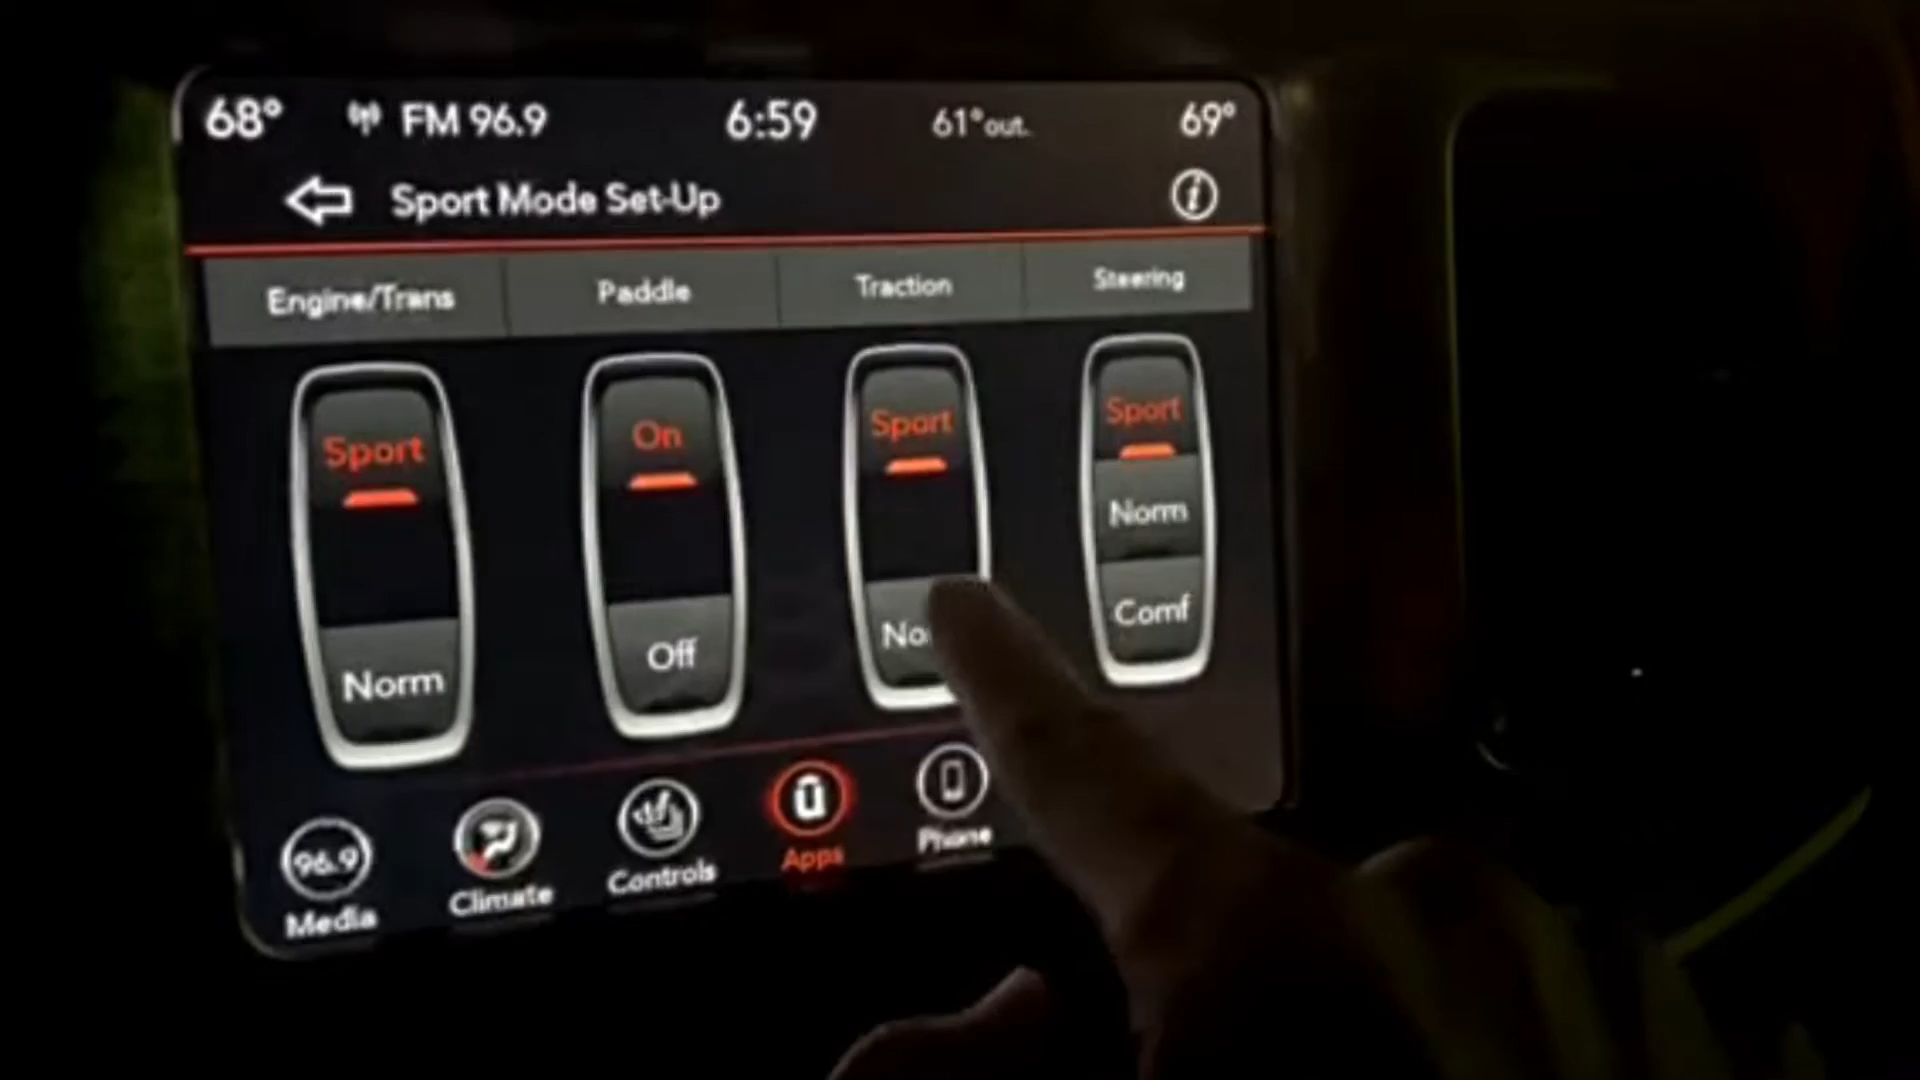 68° FM 96.9 6:59 61°out. 69°
Sport Mode Set-Up
Engine/Trans Paddle Traction Steering
Sport On Sport Sport
Norm
Norm Off Comf
96.9
Media Climate Controls Apps Phone